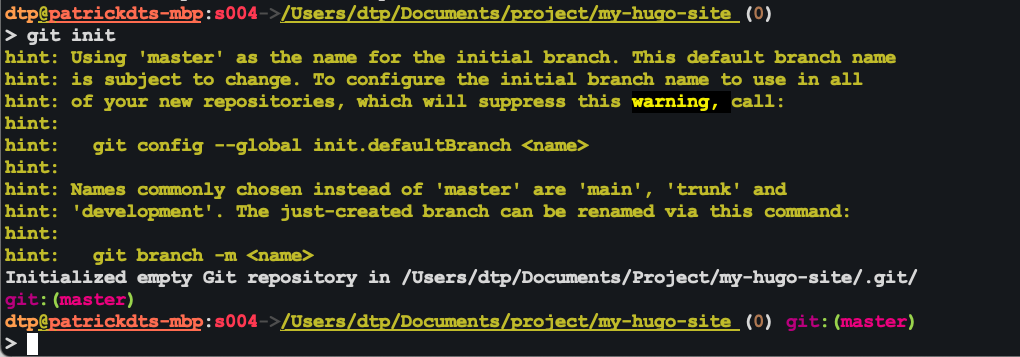 dtp@patrickdts-mbp:s004->/Users/dtp/Documents/project/my-hugo-site (0)
> git init
hint: Using 'master' as the name for the initial branch. This default branch name
hint: is subject to change. To configure the initial branch name to use in all
hint: of your new repositories, which will suppress this warning, call:
hint:
hint:   git config --global init.defaultBranch <name>
hint:
hint: Names commonly chosen instead of 'master' are 'main', 'trunk' and
hint: 'development'. The just-created branch can be renamed via this command:
hint:
hint:   git branch -m <name>
Initialized empty Git repository in /Users/dtp/Documents/Project/my-hugo-site/.git/
git:(master)
dtp@patrickdts-mbp:s004->/Users/dtp/Documents/project/my-hugo-site (0) git:(master)
>